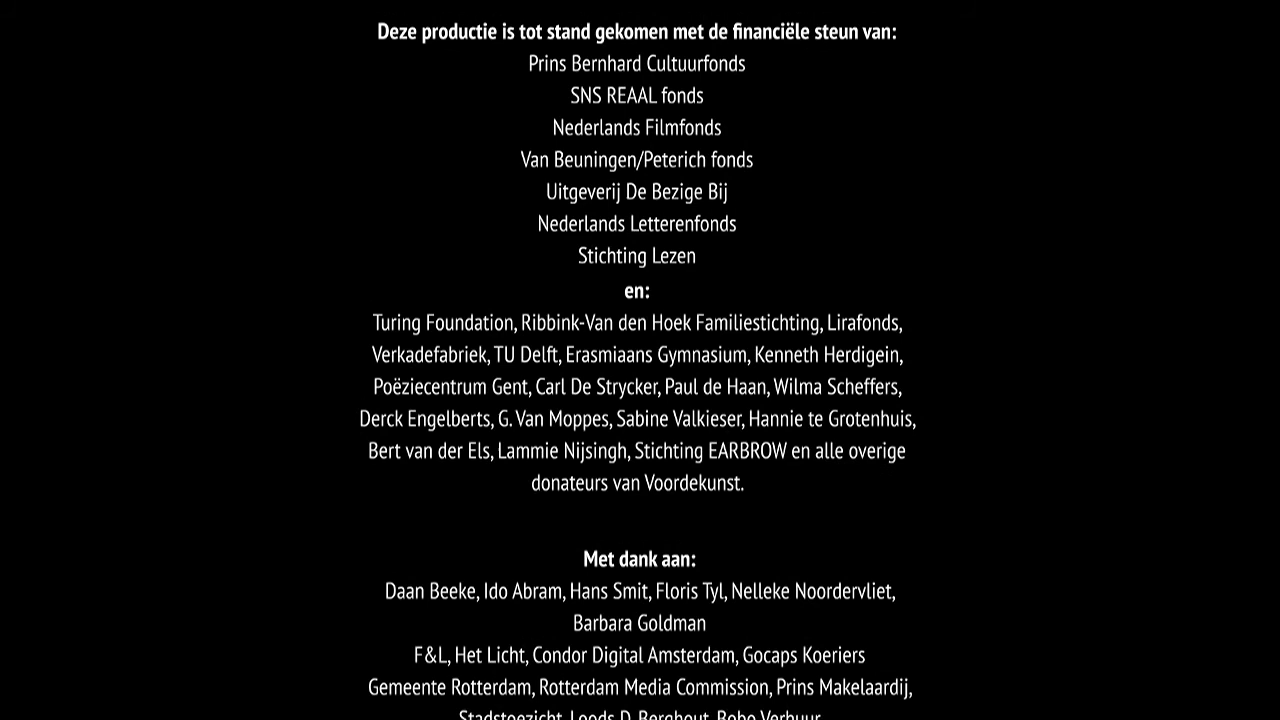 Deze productie is tot stand gekomen met de financiële steun van:
Prins Bernhard Cultuurfonds
SNS REAAL fonds
Nederlands Filmfonds
Van Beuningen/Peterich fonds
Uitgeverij De Bezige Bij
Nederlands Letterenfonds
Stichting Lezen
en:
Turing Foundation, Ribbink-Van den Hoek Familiestichting, Lirafonds,
Verkadefabriek, TU Delft, Erasmiaans Gymnasium, Kenneth Herdigein,
Poëziecentrum Gent, Carl De Strycker, Paul de Haan, Wilma Scheffers,
Derck Engelberts, G. Van Moppes, Sabine Valkieser, Hannie te Grotenhuis,
Bert van der Els, Lammie Nijsingh, Stichting EARBROW en alle overige
donateurs van Voordekunst.
Met dank aan:
Daan Beeke, Ido Abram, Hans Smit, Floris Tyl, Nelleke Noordervliet,
Barbara Goldman
F&L, Het Licht, Condor Digital Amsterdam, Gocaps Koeriers
Gemeente Rotterdam, Rotterdam Media Commission, Prins Makelaardij,
Stadstoezicht, Loods D, Berghout, Bobo Verhuur